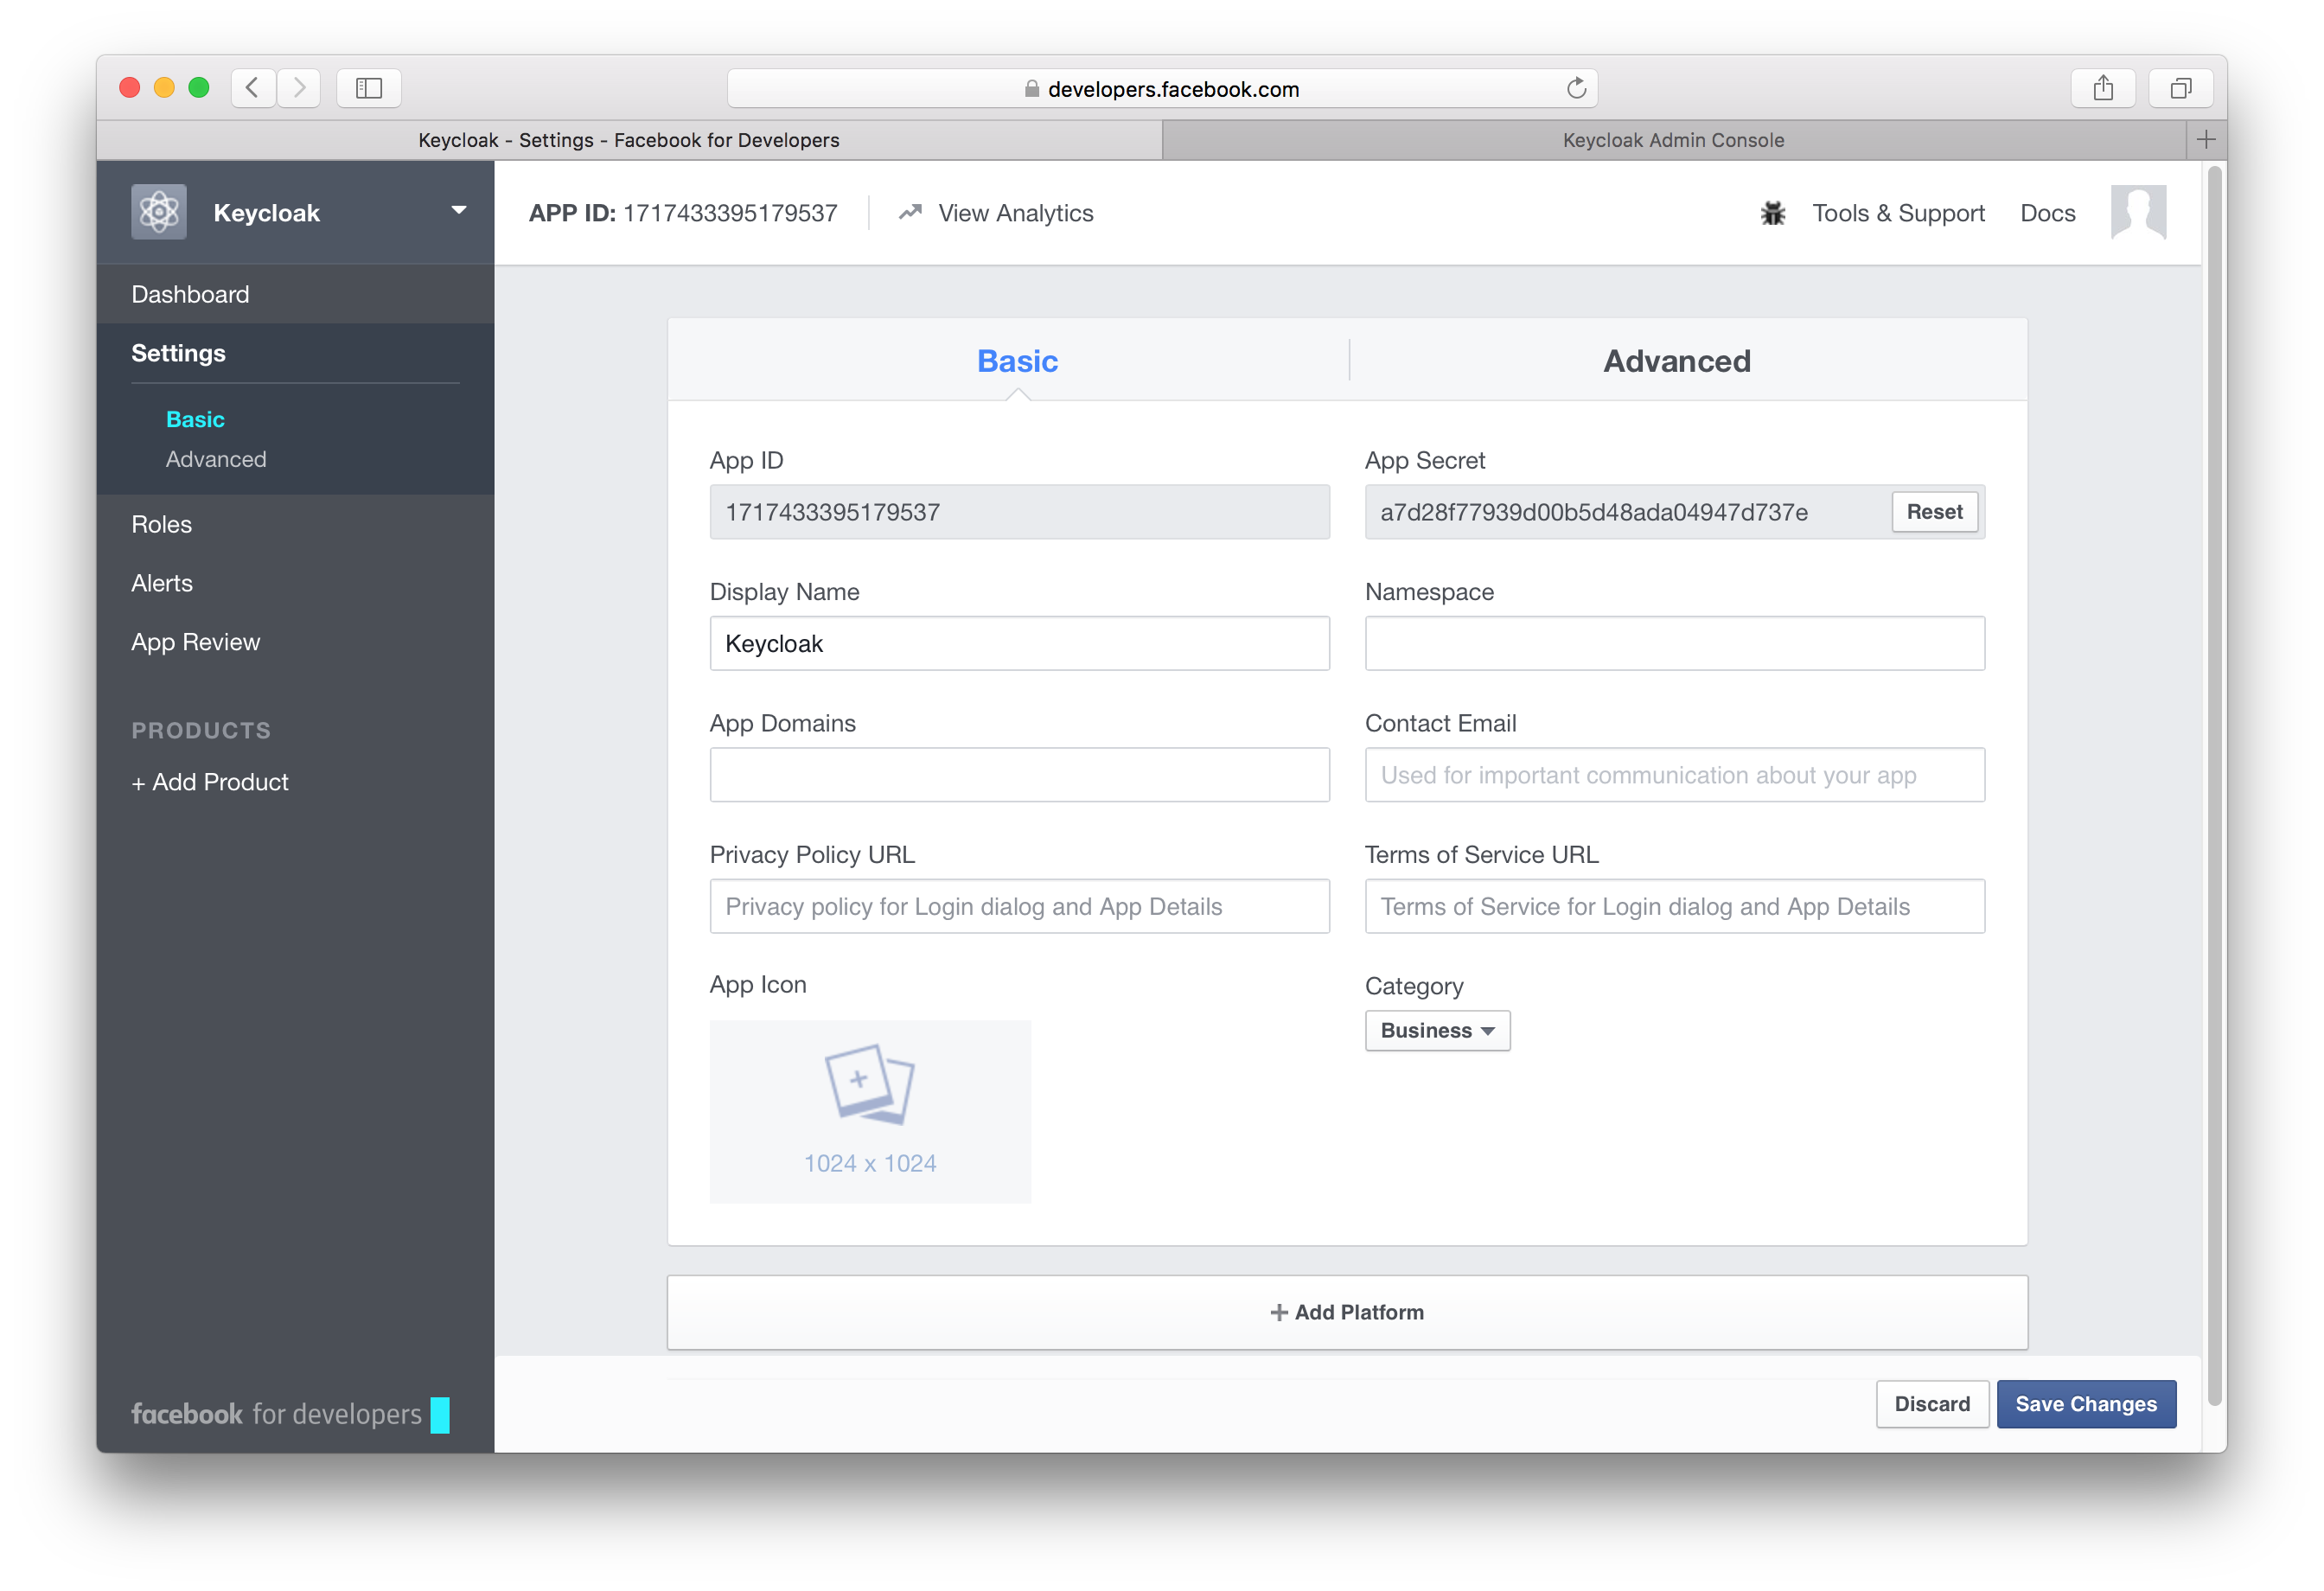 developers.facebook.com
Keycloak - Settings - Facebook for Developers
Keycloak Admin Console
Keycloak
APP ID: 1717433395179537
View Analytics
Tools & Support
Docs
Dashboard
Settings
Basic
Advanced
Roles
Alerts
App Review
PRODUCTS
+ Add Product
facebook for developers
Basic
Advanced
App ID
App Secret
1717433395179537
a7d28f77939d00b5d48ada04947d737e
Reset
Display Name
Namespace
Keycloak
App Domains
Contact Email
Used for important communication about your app
Privacy Policy URL
Terms of Service URL
Privacy policy for Login dialog and App Details
Terms of Service for Login dialog and App Details
App Icon
Category
Business
1024 x 1024
+ Add Platform
Discard
Save Changes